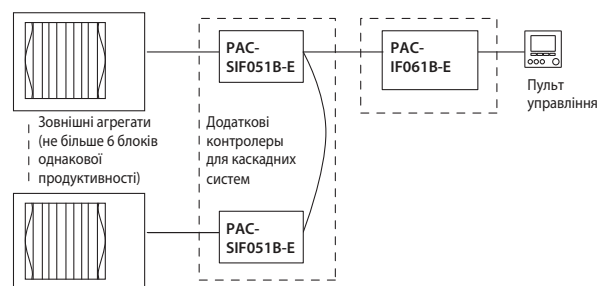 PAC-
SIF051B-E
PAC-
IF061B-E
Пульт
управління
Зовнішні агрегати
(не більше 6 блоків
однакової
продуктивності)
Додаткові
контролеры
для каскадних
систем
PAC-
SIF051B-E